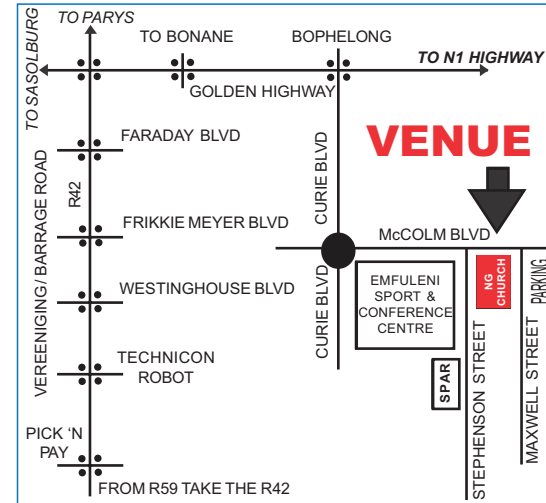 TO PARYS
TO SASOLBURG
TO BONANE
BOPHELONG
TO N1 HIGHWAY
GOLDEN HIGHWAY
VEREENIGING/ BARRAGE ROAD
R42
FARADAY BLVD
CURIE BLVD
VENUE
FRIKKIE MEYER BLVD
McCOLM BLVD
WESTINGHOUSE BLVD
CURIE BLVD
EMFULENI
SPORT &
CONFERENCE
CENTRE
NG
CHURCH
PARKING
TECHNICON
ROBOT
SPAR
STEPHENSON STREET
MAXWELL STREET
PICK ‘N
PAY
FROM R59 TAKE THE R42